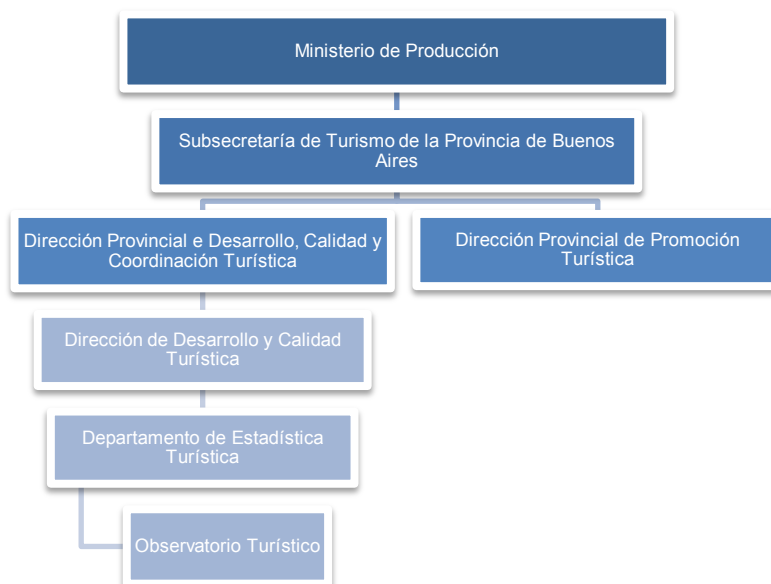 Ministerio de Producción
Subsecretaría de Turismo de la Provincia de Buenos
Aires
Dirección Provincial e Desarrollo, Calidad y
Coordinación Turística
Dirección Provincial de Promoción
Turística
Dirección de Desarrollo y Calidad
Turística
Departamento de Estadística
Turística
Observatorio Turístico